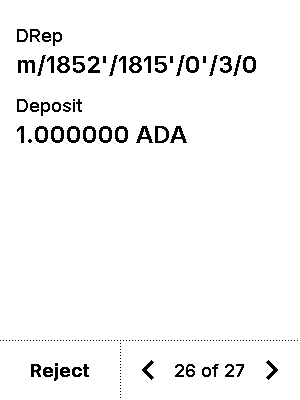 DRep
m/1852'/1815'/0'/3/0
Deposit
1.000000 ADA
Reject
26 of 27